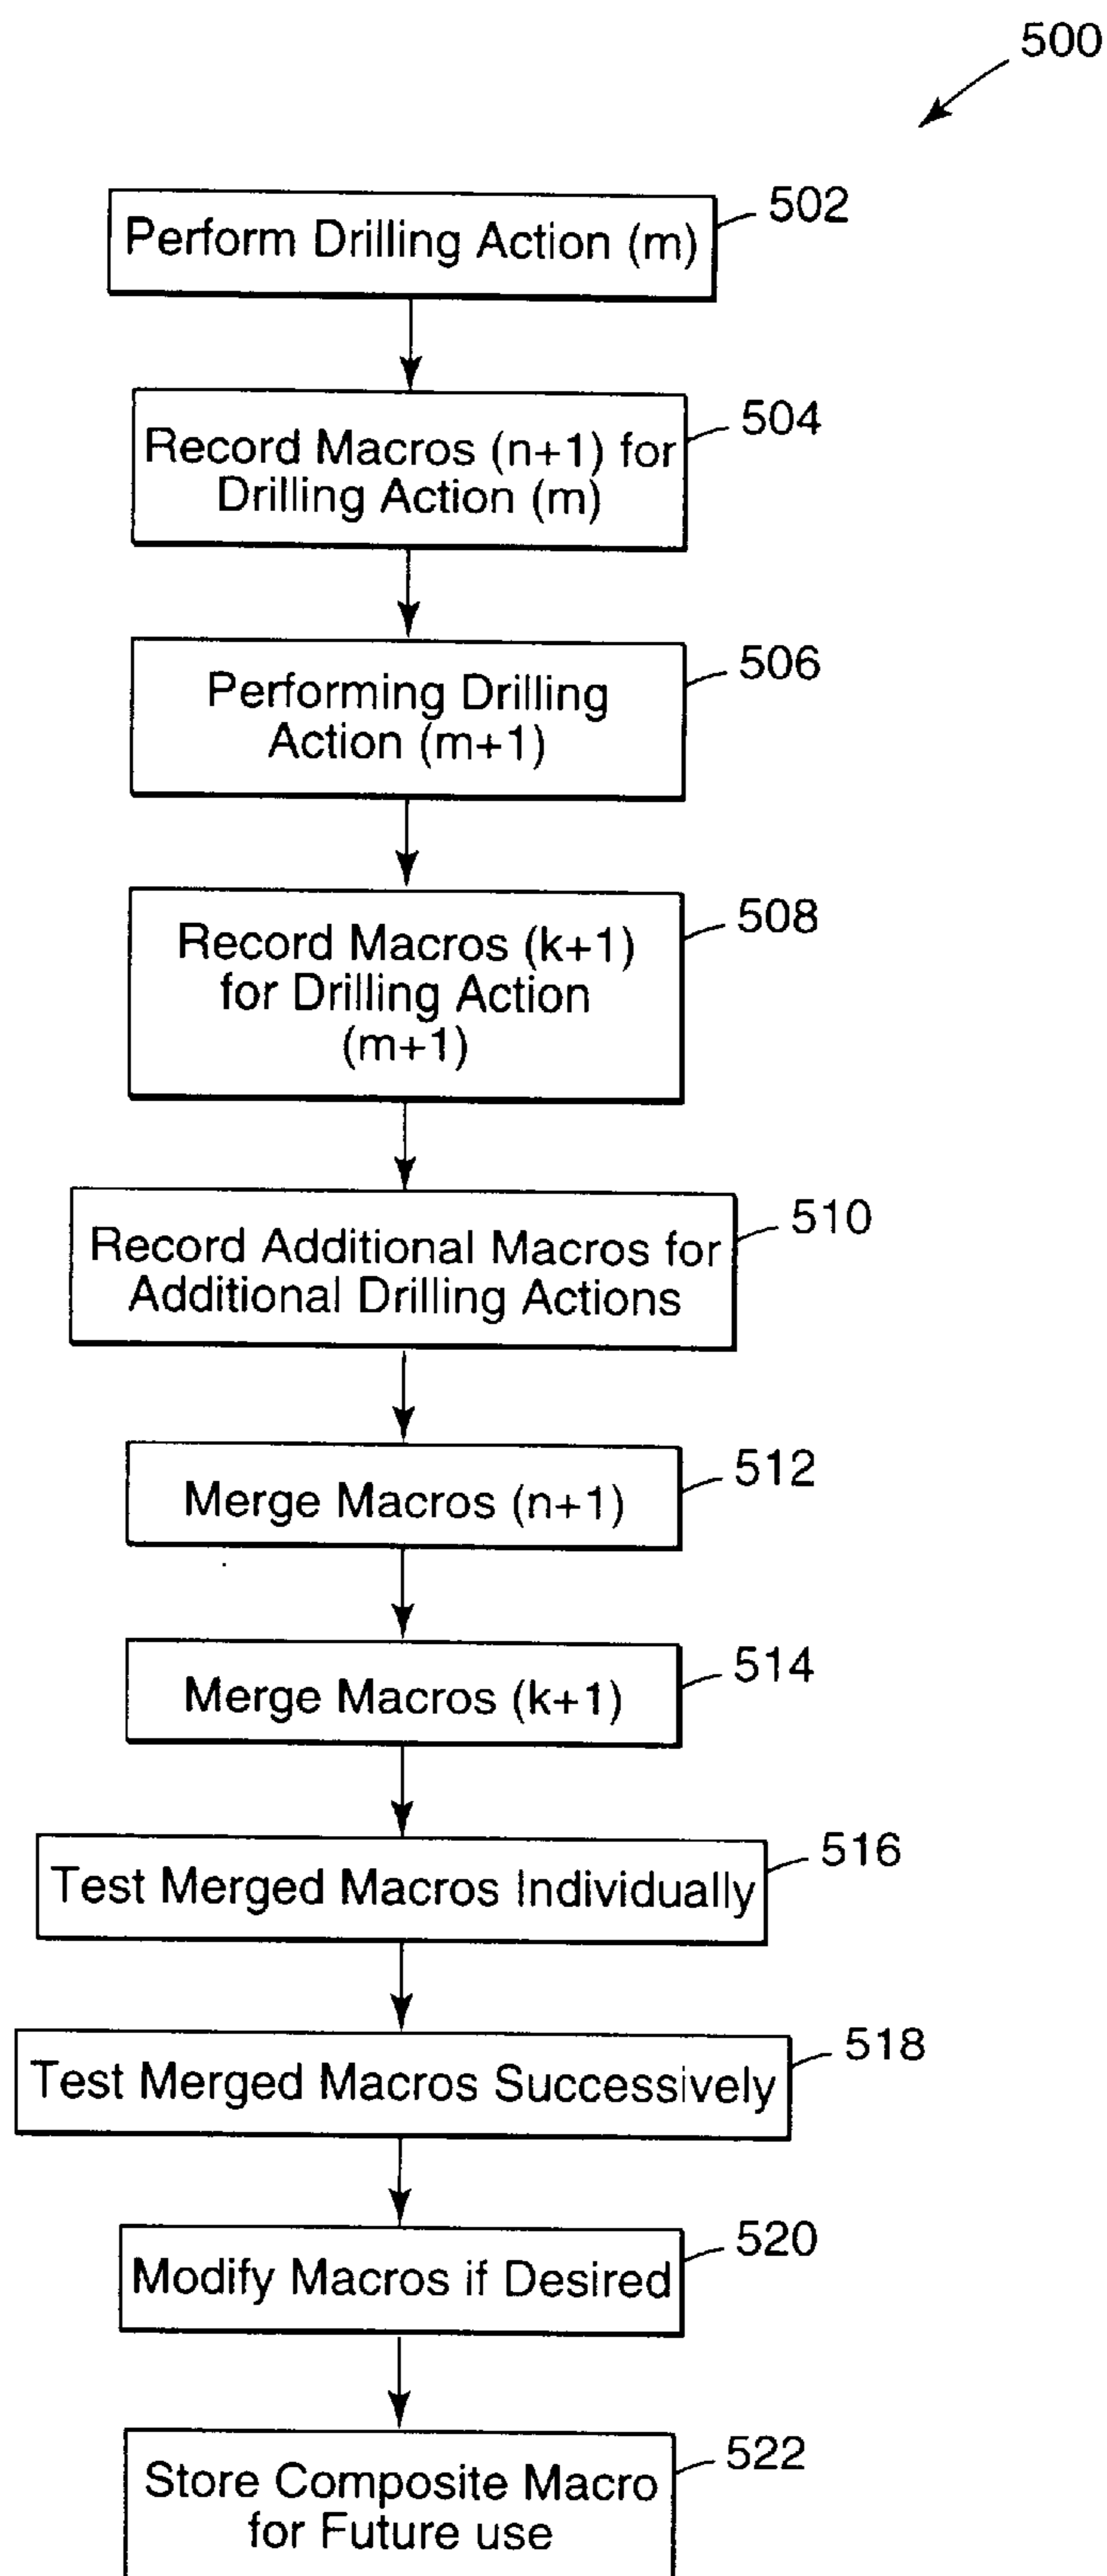 500
502
Perform Drilling Action (m)
504
Record Macros (n+1) for
Drilling Action (m)
506
Performing Drilling
Action (m+1)
508
Record Macros (k+1)
for Drilling Action
(m+1)
510
Record Additional Macros for
Additional Drilling Actions
512
Merge Macros (n+1)
514
Merge Macros (k+1)
516
Test Merged Macros Individually
518
Test Merged Macros Successively
520
Modify Macros if Desired
522
Store Composite Macro
for Future use